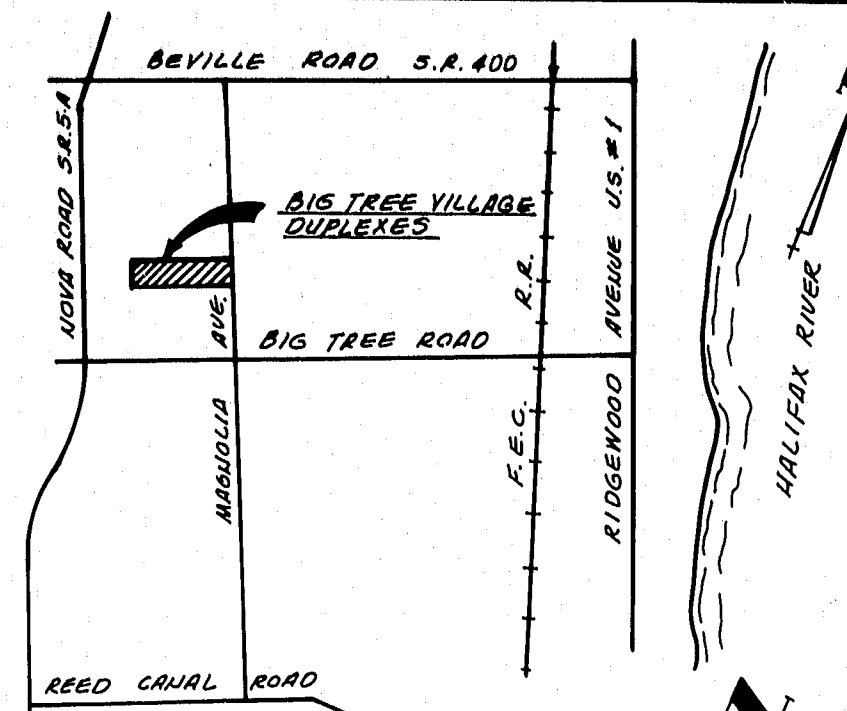 BEVILLE ROAD S.R. 400
NOVA ROAD S.R. 5-A
BIG TREE VILLAGE
DUPLEXES
MAGNOLIA AVE.
BIG TREE ROAD
F.E.C. R.R.
RIDGEWOOD AVENUE U.S. #1
HALIFAX RIVER
REED CANAL ROAD